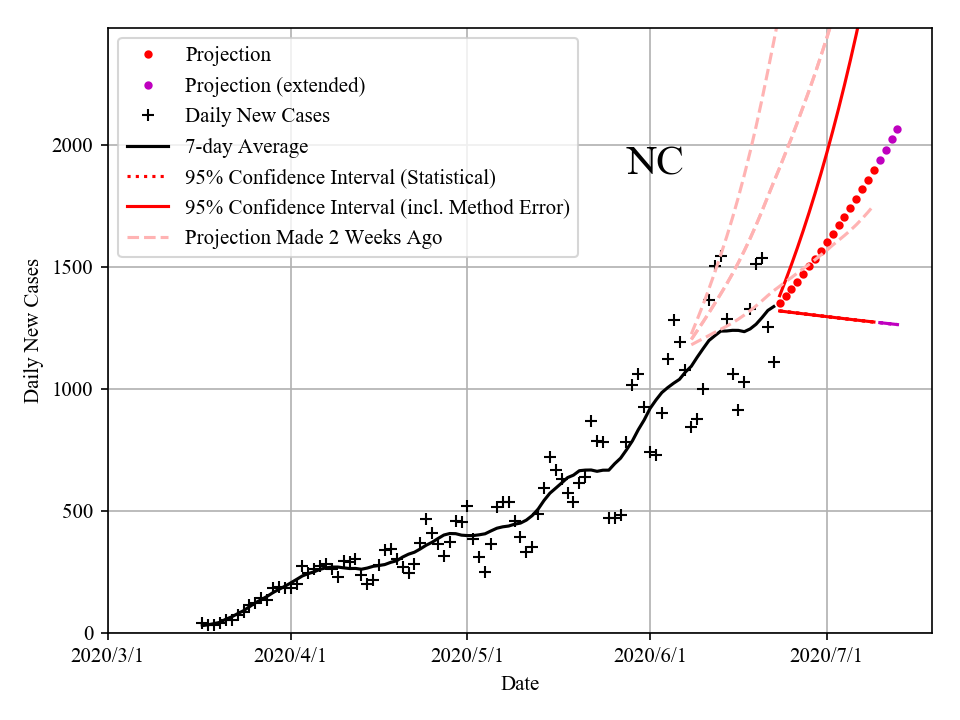 Projection
Projection (extended)
Daily New Cases
7-day Average
95% Confidence Interval (Statistical)
95% Confidence Interval (incl. Method Error)
Projection Made 2 Weeks Ago
NC
2000
1500
1000
500
0
Daily New Cases
2020/3/1
2020/4/1
2020/5/1
2020/6/1
2020/7/1
Date